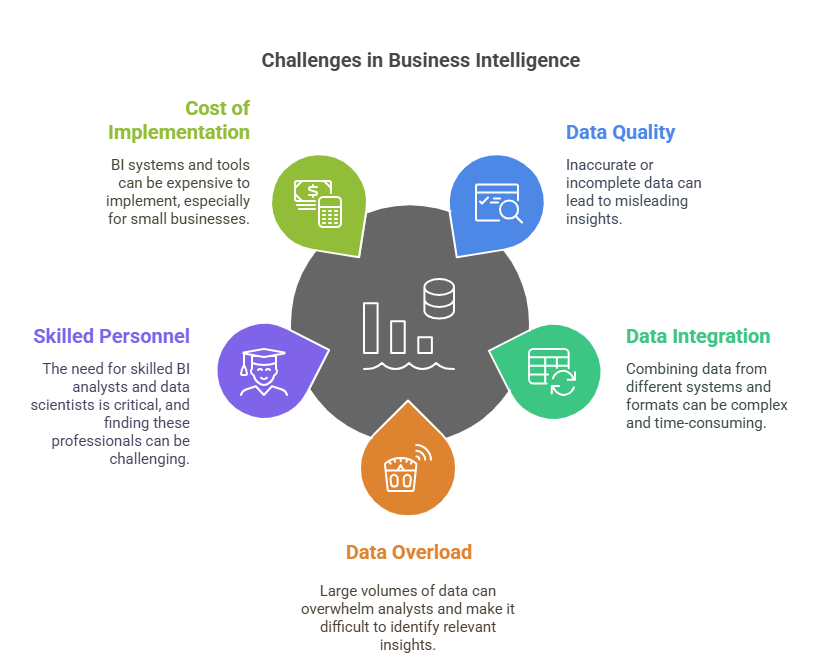 Challenges in Business Intelligence
Cost of
Implementation
BI systems and tools
can be expensive to
implement, especially
for small businesses.
$
Data Quality
Inaccurate or
incomplete data can
lead to misleading
insights.
Skilled Personnel
The need for skilled BI
analysts and data
scientists is critical, and
finding these
professionals can be
challenging.
Data Integration
Combining data from
different systems and
formats can be complex
and time-consuming.
Data Overload
Large volumes of data can
overwhelm analysts and make it
difficult to identify relevant
insights.